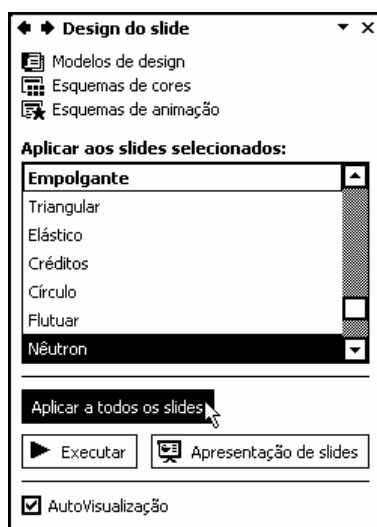 Design do slide
Modelos de design
Esquemas de cores
Esquemas de animação
Aplicar aos slides selecionados:
Empolgante
Triangular
Elástico
Créditos
Círculo
Flutuar
Nêutron
Aplicar a todos os slides
Executar Apresentação de slides
AutoVisualização